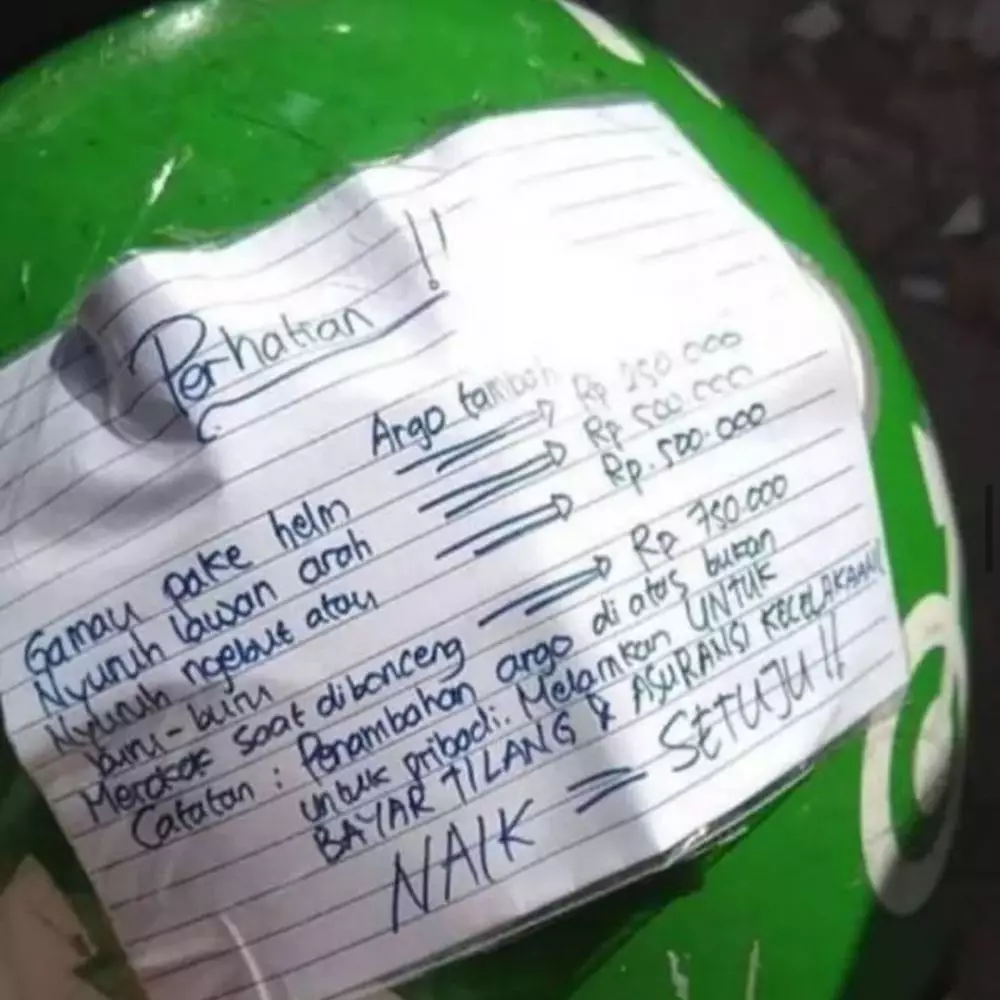 Perhatian !!
Argo tambah
Gamau pake helm => Rp 250.000
Nyuruh lawan arah => Rp 500.000
Nyuruh ngebut atau => Rp. 500.000
buru-buru
Merokok saat dibonceng => Rp 750.000
Catatan : Penambahan argo di atas bukan
untuk pribadi. Melainkan UNTUK
BAYAR TILANG & ASURANSI KECELAKAAN!!
NAIK = SETUJU!!